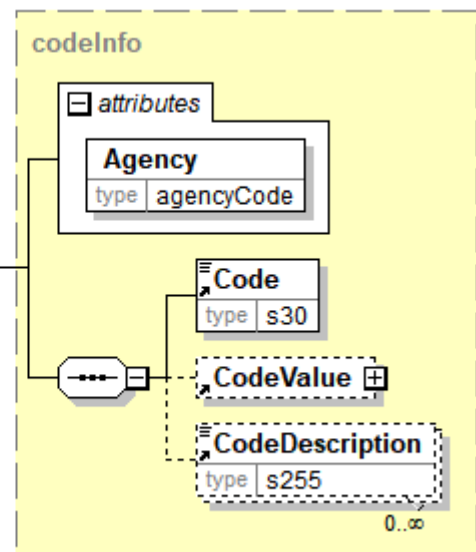 codeInfo
attributes
Agency
type agencyCode
Code
type s30
CodeValue
CodeDescription
type s255
0..∞